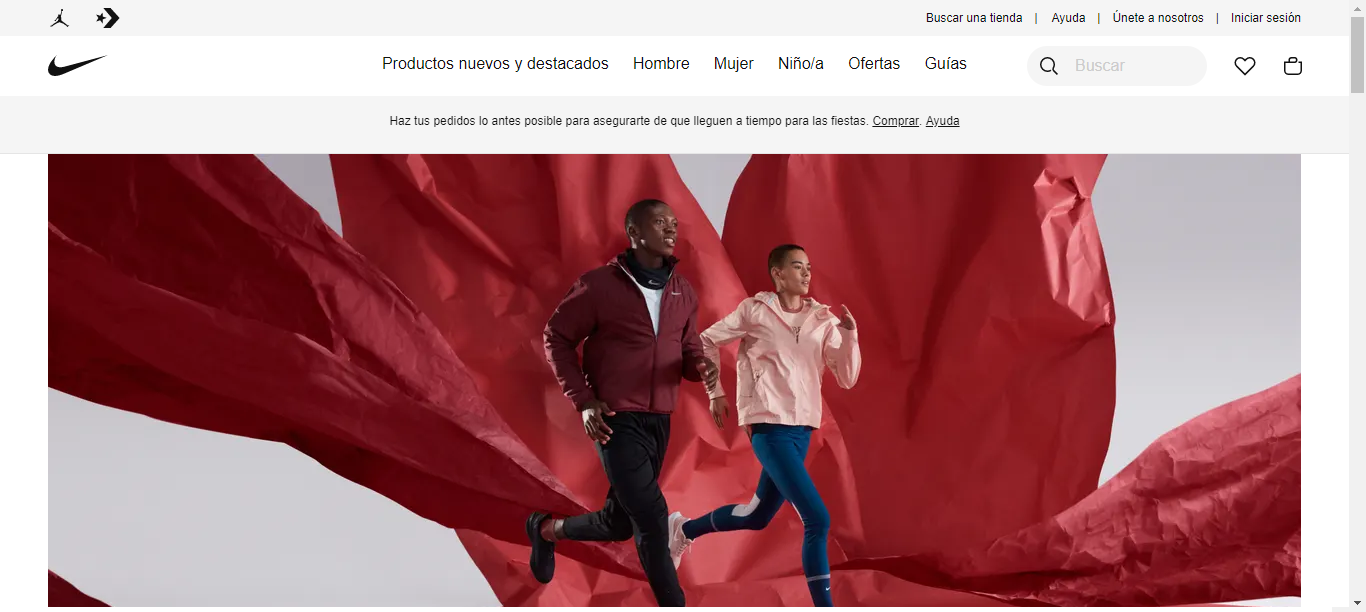 Buscar una tienda | Ayuda | Únete a nosotros | Iniciar sesión
Productos nuevos y destacados Hombre Mujer Niño/a Ofertas Guías Buscar
Haz tus pedidos lo antes posible para asegurarte de que lleguen a tiempo para las fiestas. Comprar. Ayuda